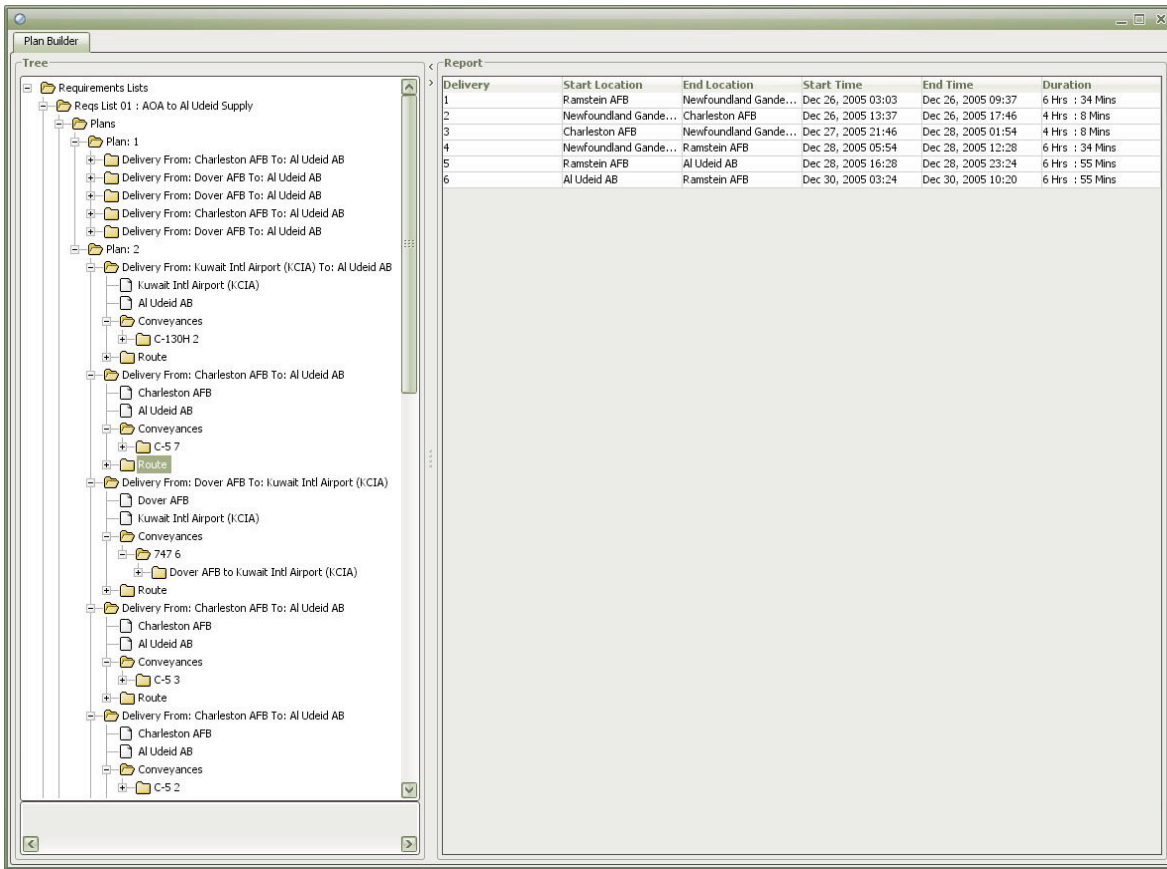 Plan Builder
Tree
Requirements Lists
Reqs List 01 : AOA to Al Udeid Supply
Plans
Plan: 1
Delivery From: Charleston AFB To: Al Udeid AB
Delivery From: Dover AFB To: Al Udeid AB
Delivery From: Dover AFB To: Al Udeid AB
Delivery From: Charleston AFB To: Al Udeid AB
Delivery From: Dover AFB To: Al Udeid AB
Plan: 2
Delivery From: Kuwait Intl Airport (KCIA) To: Al Udeid AB
Kuwait Intl Airport (KCIA)
Al Udeid AB
Conveyances
C-130H 2
Route
Delivery From: Charleston AFB To: Al Udeid AB
Charleston AFB
Al Udeid AB
Conveyances
C-5 7
Route
Delivery From: Dover AFB To: Kuwait Intl Airport (KCIA)
Dover AFB
Kuwait Intl Airport (KCIA)
Conveyances
747 6
Dover AFB to Kuwait Intl Airport (KCIA)
Route
Delivery From: Charleston AFB To: Al Udeid AB
Charleston AFB
Al Udeid AB
Conveyances
C-5 3
Route
Delivery From: Charleston AFB To: Al Udeid AB
Charleston AFB
Al Udeid AB
Conveyances
C-5 2
Report
Delivery Start Location End Location Start Time End Time Duration
1 Ramstein AFB Newfoundland Gande... Dec 26, 2005 03:03 Dec 26, 2005 09:37 6 Hrs : 34 Mins
2 Newfoundland Gande... Charleston AFB Dec 26, 2005 13:37 Dec 26, 2005 17:46 4 Hrs : 8 Mins
3 Charleston AFB Newfoundland Gande... Dec 27, 2005 21:46 Dec 28, 2005 01:54 4 Hrs : 8 Mins
4 Newfoundland Gande... Ramstein AFB Dec 28, 2005 05:54 Dec 28, 2005 12:28 6 Hrs : 34 Mins
5 Ramstein AFB Al Udeid AB Dec 28, 2005 16:28 Dec 28, 2005 23:24 6 Hrs : 55 Mins
6 Al Udeid AB Ramstein AFB Dec 30, 2005 03:24 Dec 30, 2005 10:20 6 Hrs : 55 Mins